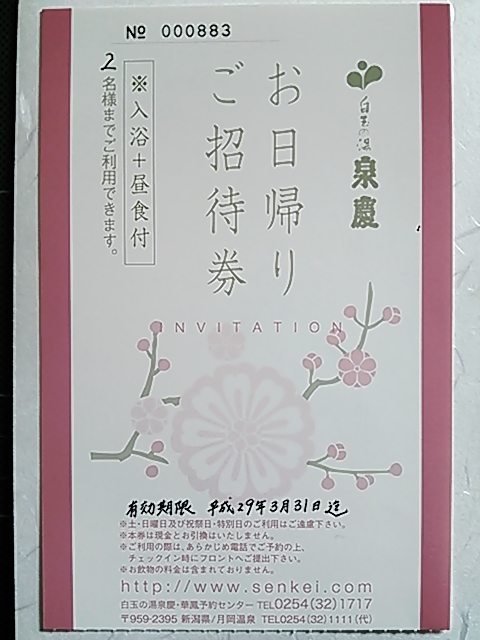 № 000883
白玉の湯
泉慶
お日帰り
ご招待券
※入浴+昼食付
2名様までご利用できます。
INVITATION
有効期限 平成29年3月31日迄
※土・日曜日及び祝祭日・特別日のご利用はご遠慮下さい。
※本券は現金とお引換はいたしません。
※ご利用の際は、あらかじめ電話でご予約の上、
チェックイン時にフロントへご提出下さい。
※お飲物の料金は含まれておりません。
http://www.senkei.com
白玉の湯泉慶・華鳳予約センター TEL0254(32)1717
〒959-2395 新潟県/月岡温泉 TEL0254(32)1111(代)